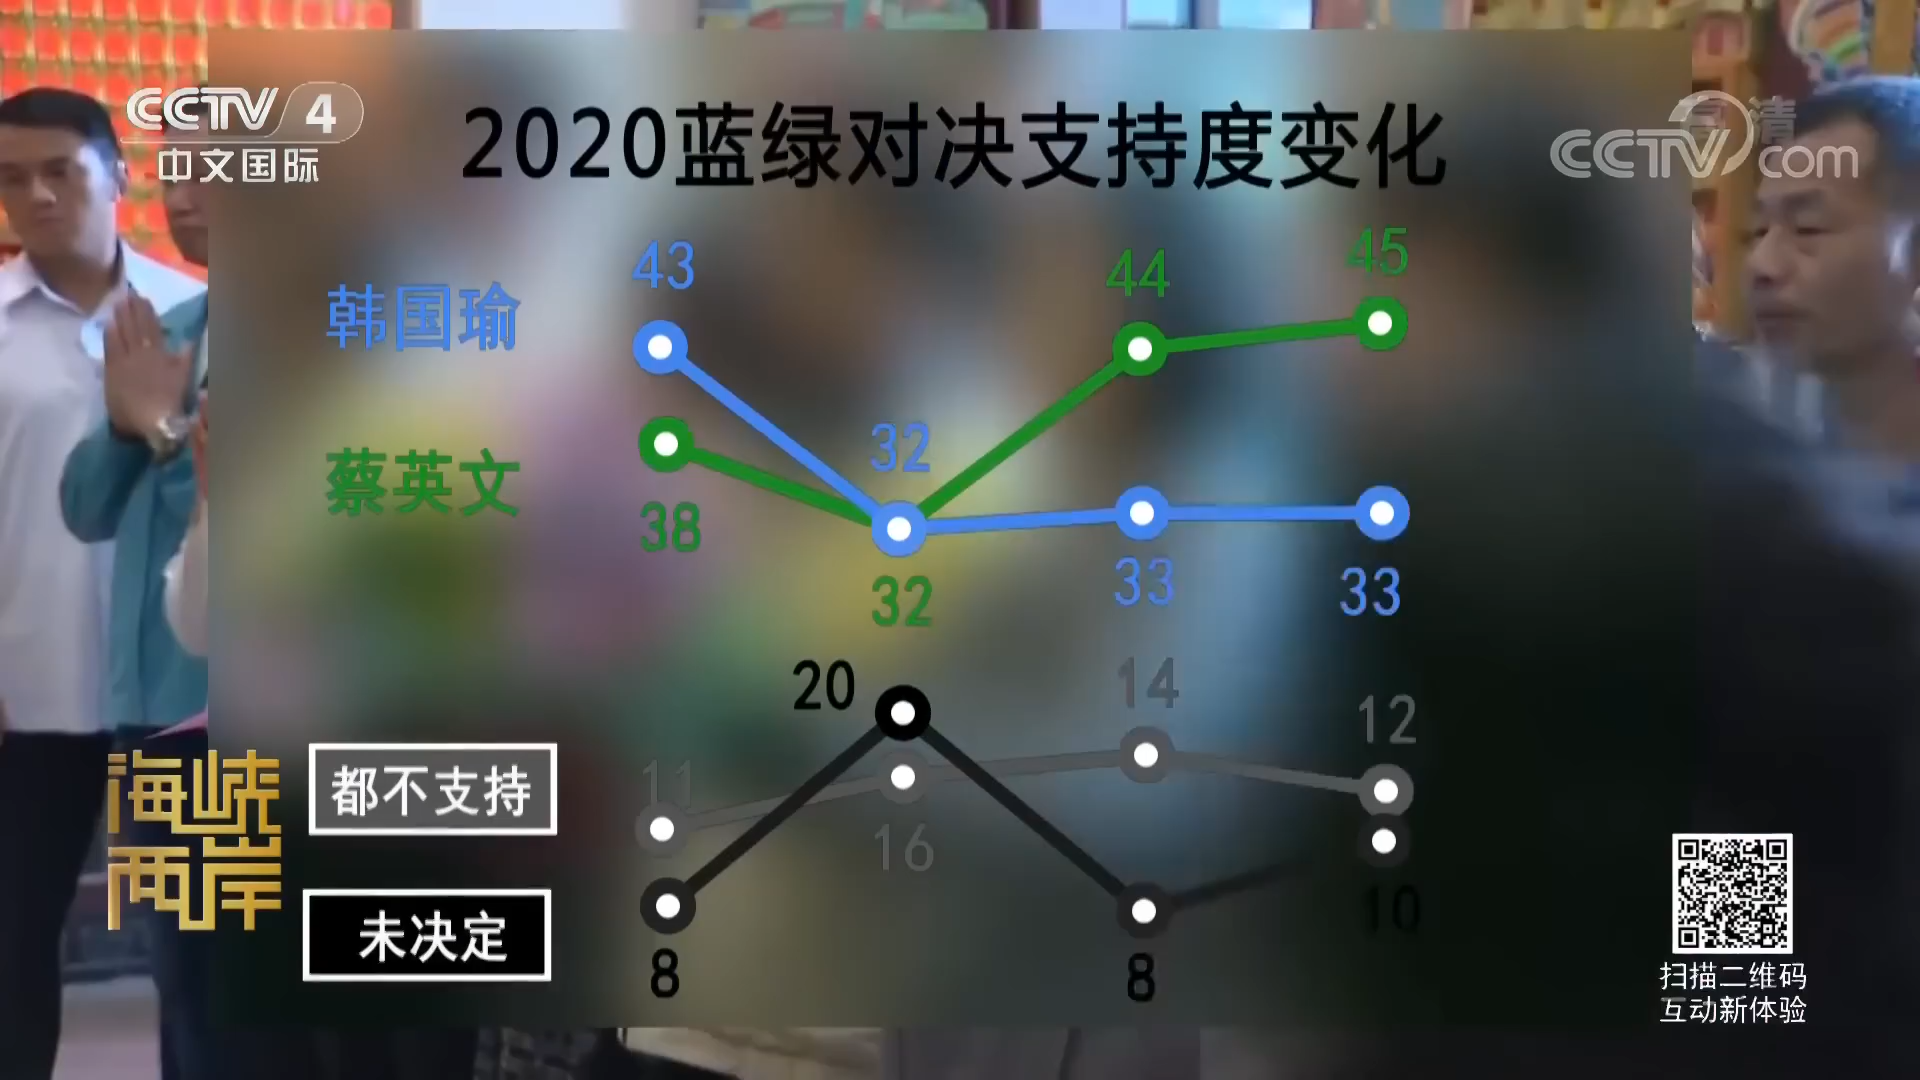 CCTV 4
中文国际
高清
CCTV.com
2020蓝绿对决支持度变化
韩国瑜
43
32
33
33
蔡英文
38
32
44
45
都不支持
11
16
14
12
未决定
8
20
8
10
海峡
两岸
扫描二维码
互动新体验